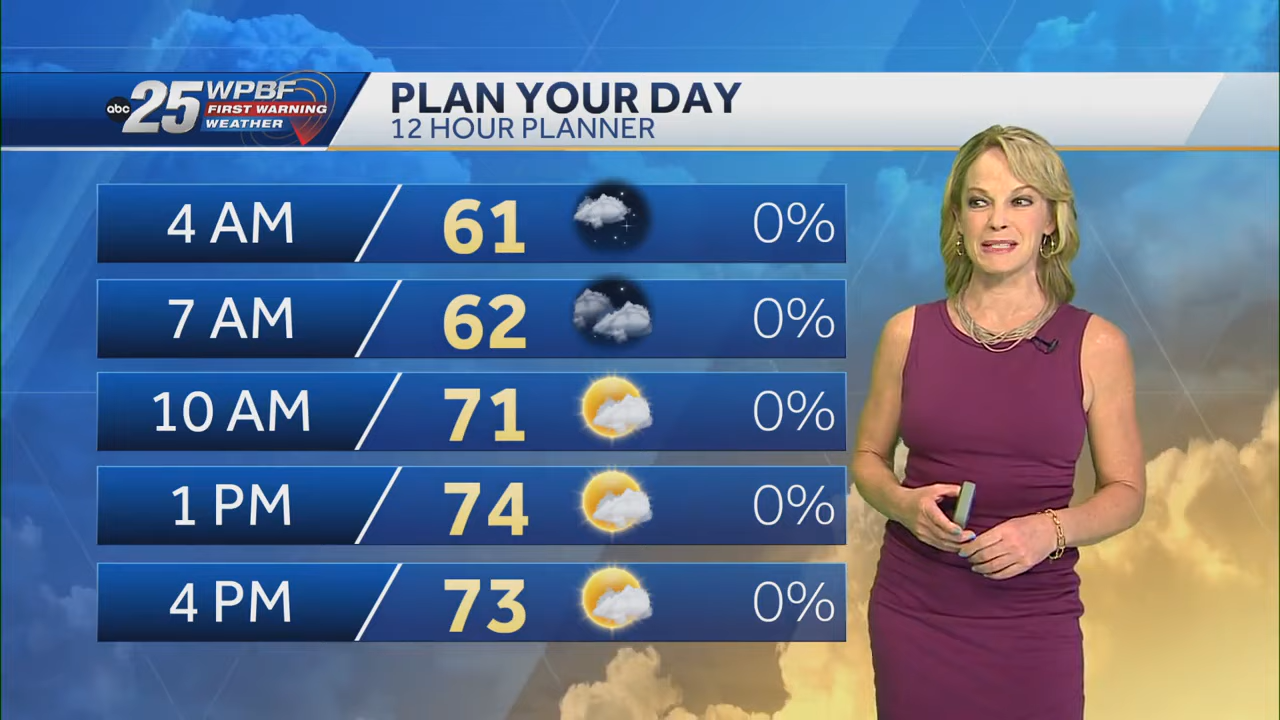 abc 25 WPBF
FIRST WARNING
WEATHER
PLAN YOUR DAY
12 HOUR PLANNER
4 AM 61 0%
7 AM 62 0%
10 AM 71 0%
1 PM 74 0%
4 PM 73 0%